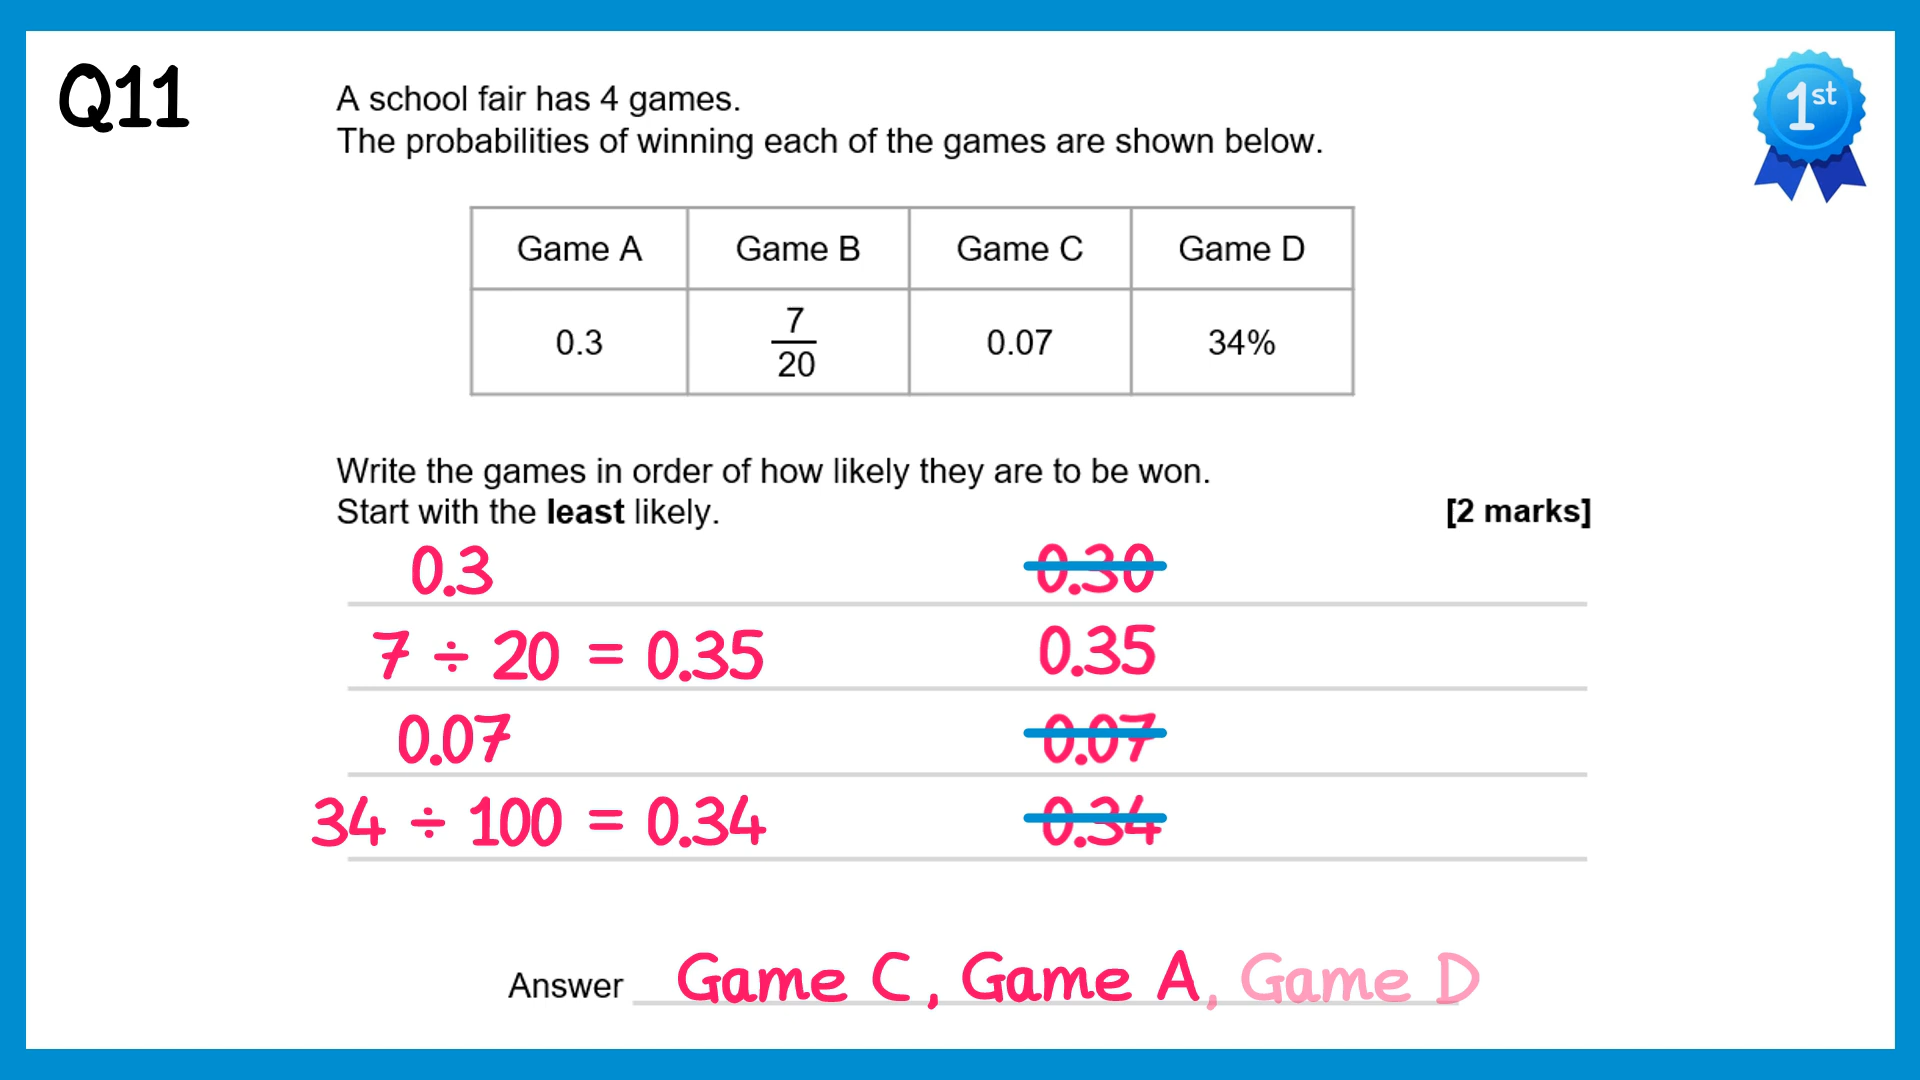 Q11
1st
A school fair has 4 games.
The probabilities of winning each of the games are shown below.
Game A Game B Game C Game D
0.3 7/20 0.07 34%
Write the games in order of how likely they are to be won.
Start with the least likely. [2 marks]
0.3 0.30
7 ÷ 20 = 0.35 0.35
0.07 0.07
34 ÷ 100 = 0.34 0.34
Answer Game C, Game A, Game D